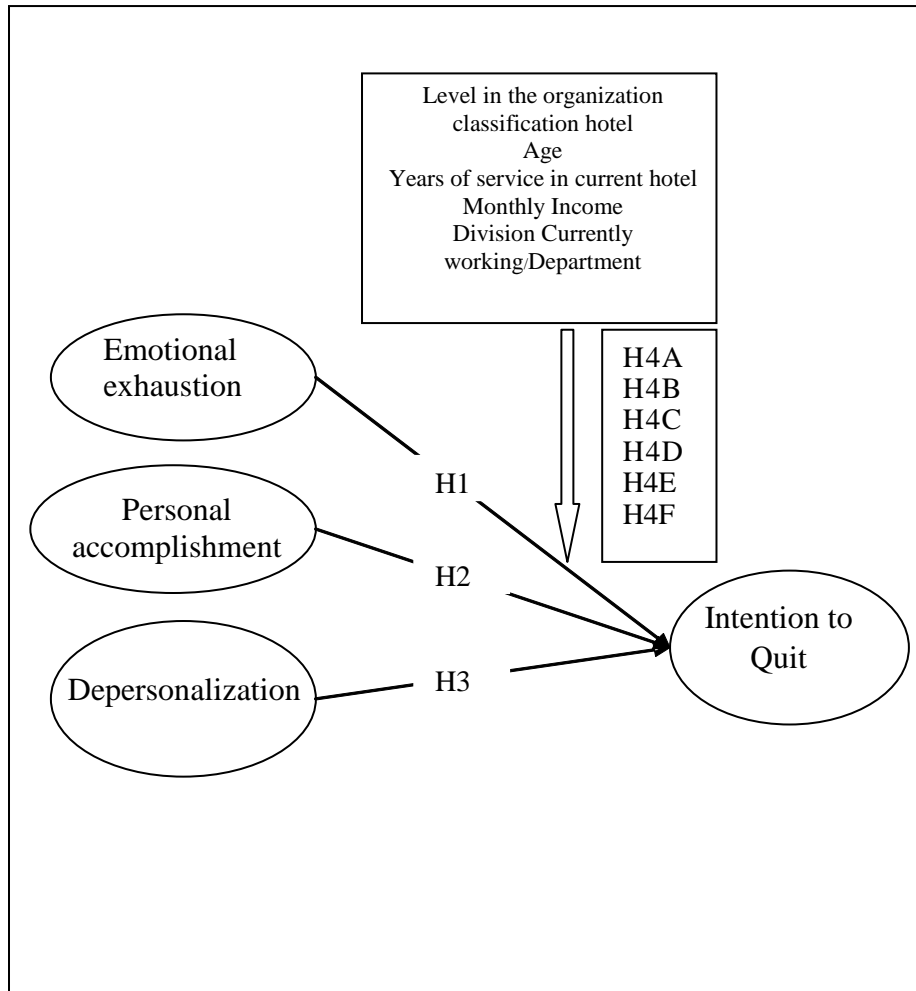 Level in the organization
classification hotel
Age
Years of service in current hotel
Monthly Income
Division Currently
working/Department
H4A
H4B
H4C
H4D
H4E
H4F
Emotional
exhaustion
H1
Personal
accomplishment
H2
Intention to
Quit
Depersonalization
H3